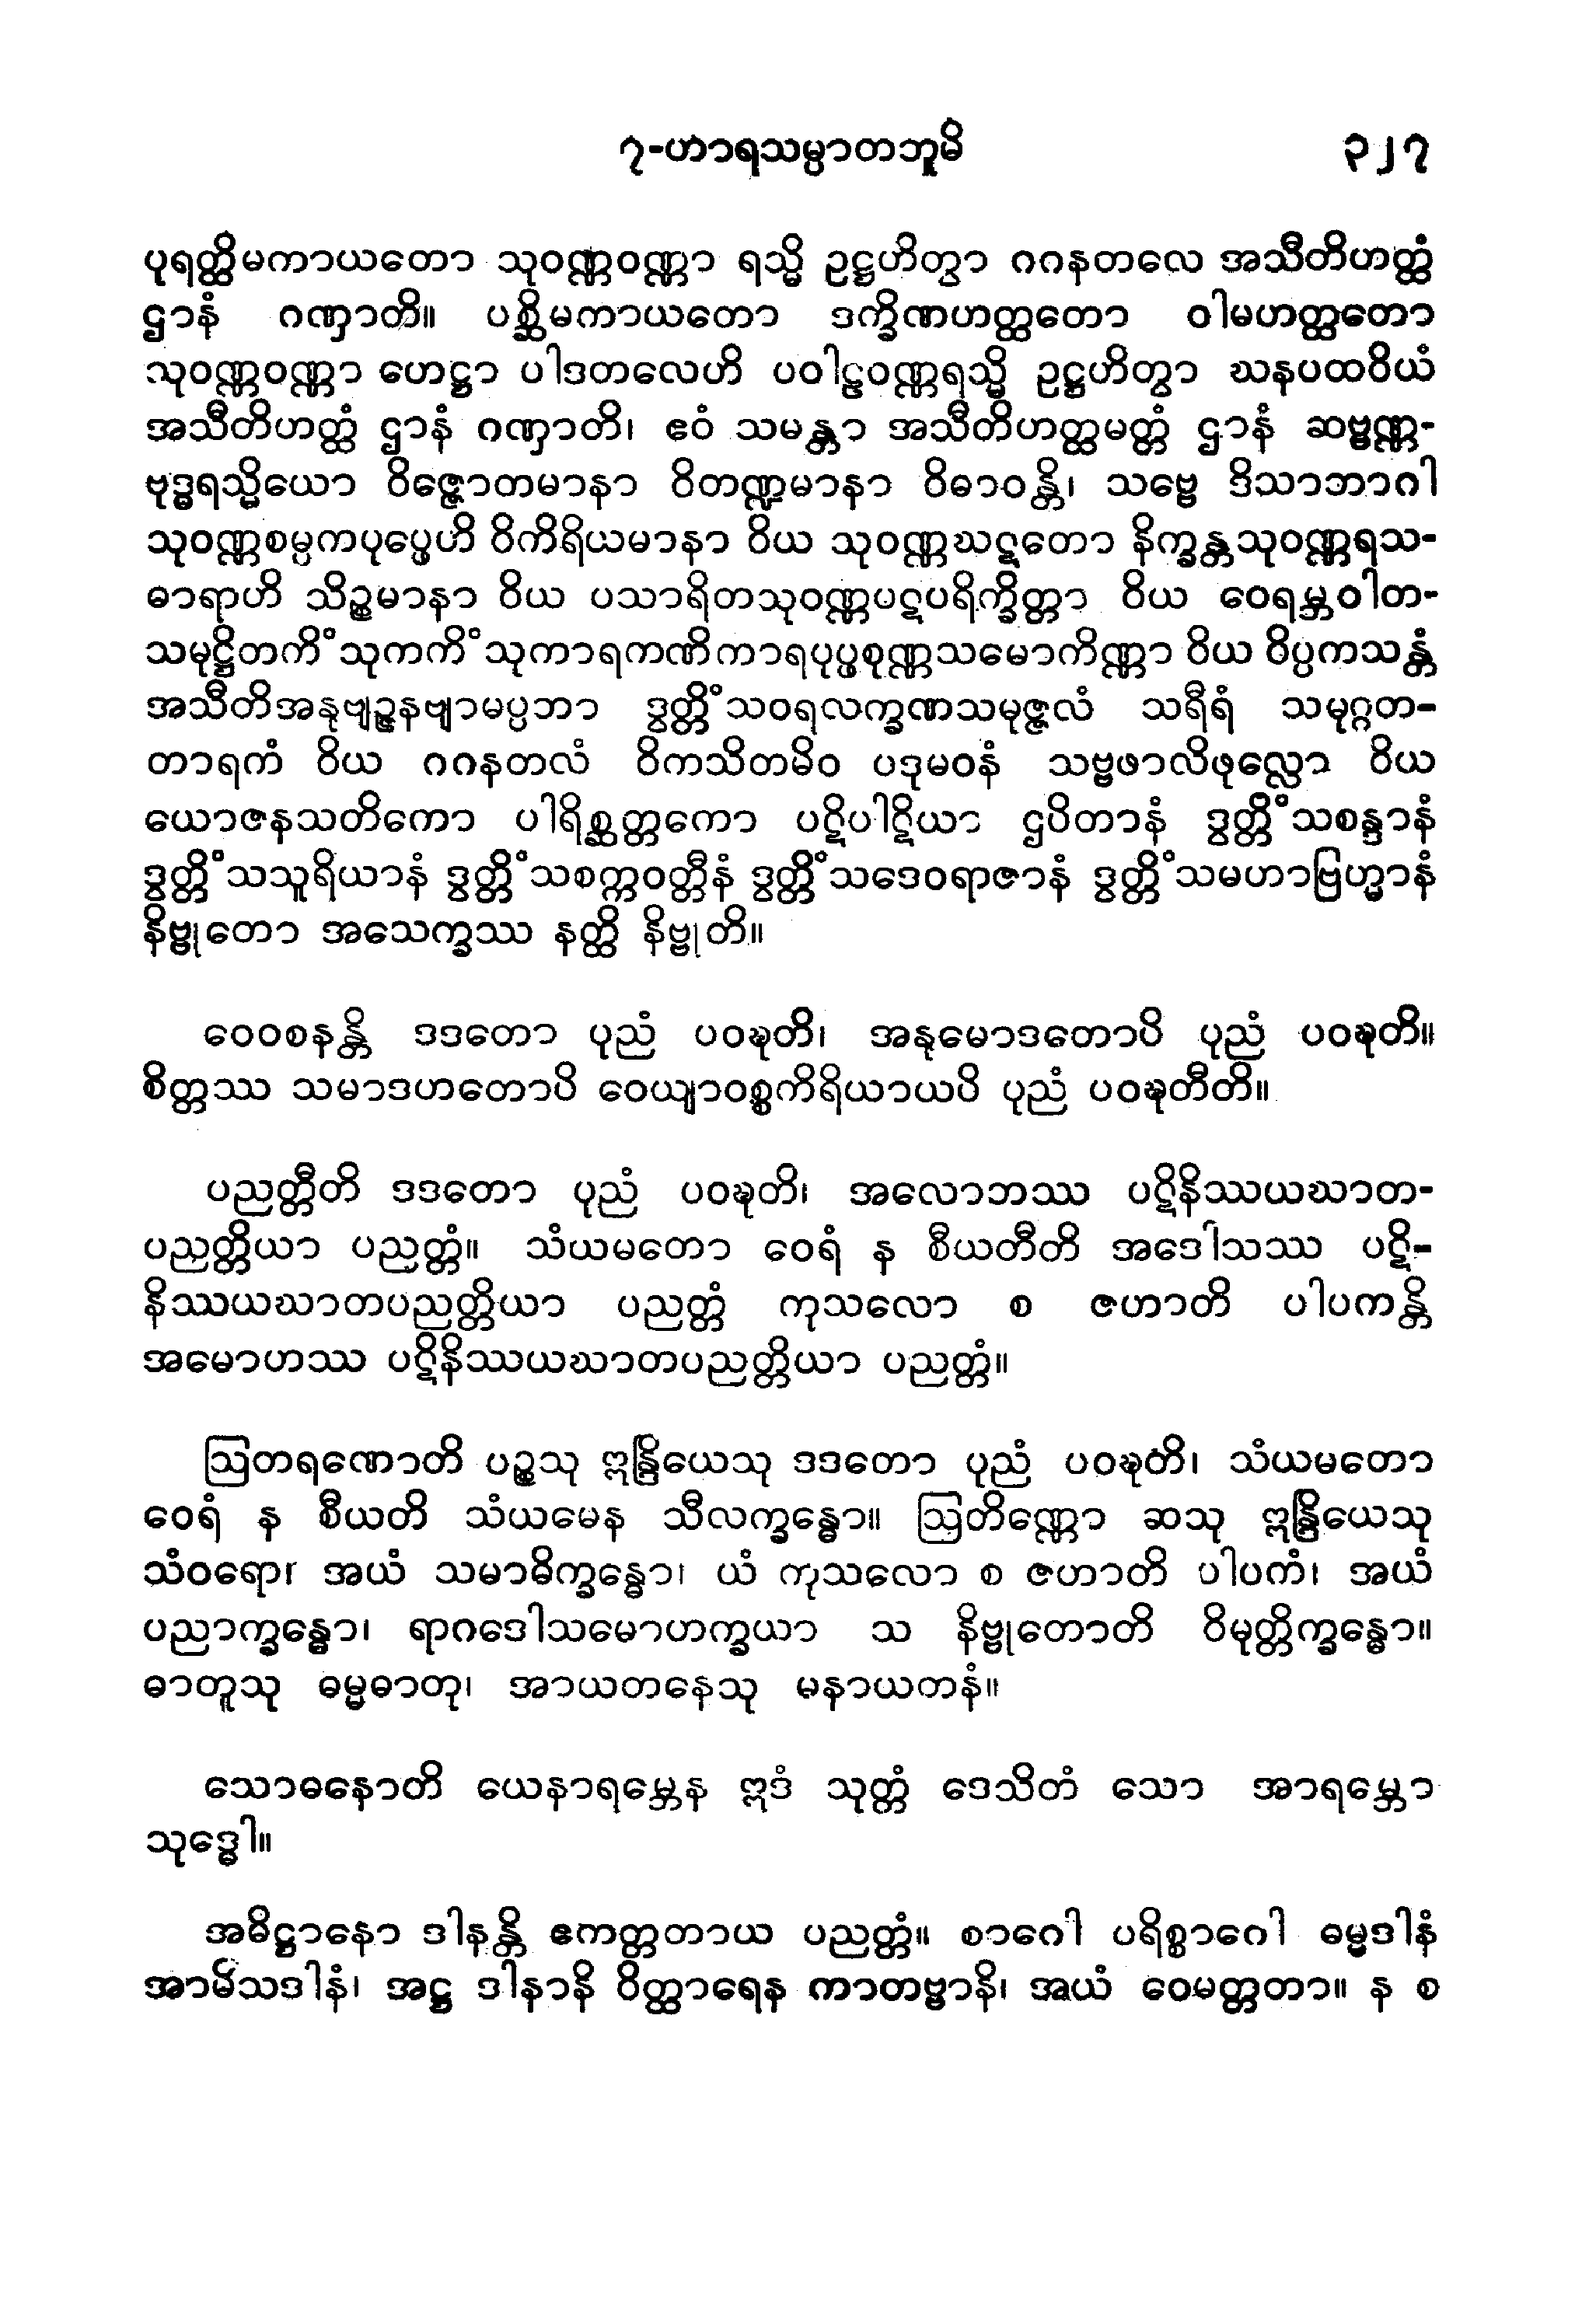 ၇-ဟာရသမ္ပာတဘူမိ ၃၂၇
ပုရတ္ထိမကာယတော သုဝဏ္ဏဝဏ္ဏာ ရသ္မိ ဥဋ္ဌဟိတွာ ဂဂနတလေ အသီတိဟတ္ထံ
ဌာနံ ဂဏှာတိ။ ပစ္ဆိမကာယတော ဒက္ခိဏဟတ္ထတော ဝါမဟတ္ထတော
သုဝဏ္ဏဝဏ္ဏာ ဟေဋ္ဌာ ပါဒတလေဟိ ပဝါဠဝဏ္ဏရသ္မိ ဥဋ္ဌဟိတွာ ဃနပထဝိယံ
အသီတိဟတ္ထံ ဌာနံ ဂဏှာတိ၊ ဧဝံ သမန္တာ အသီတိဟတ္ထမတ္တံ ဌာနံ ဆဗ္ဗဏ္ဏ-
ဗုဒ္ဓရသ္မိယော ဝိဇ္ဇောတမာနာ ဝိတဏ္ဍမာနာ ဝိဓာဝန္တိ၊ သဗ္ဗေ ဒိသာဘာဂါ
သုဝဏ္ဏစမ္ပကပုပ္ဖေဟိ ဝိကိရိယမာနာ ဝိယ သုဝဏ္ဏဃဋတော နိက္ခန္တသုဝဏ္ဏရသ-
ဓာရာဟိ သိဉ္စမာနာ ဝိယ ပသာရိတသုဝဏ္ဏပဋပရိက္ခိတ္တာ ဝိယ ဝေရမ္ဘဝါတ-
သမုဋ္ဌိတကိံသုကကိံသုကာရကဏိကာရပုပ္ဖစုဏ္ဏသမောကိဏ္ဏာ ဝိယ ဝိပ္ပကသန္တံ
အသီတိအနုဗျဉ္ဇနဗျာမပ္ပဘာ ဒွတ္တိံသဝရလက္ခဏသမုဇ္ဇလံ သရီရံ သမုဂ္ဂတ-
တာရကံ ဝိယ ဂဂနတလံ ဝိကသိတမိဝ ပဒုမဝနံ သဗ္ဗဖာလိဖုလ္လော ဝိယ
ယောဇနသတိကော ပါရိစ္ဆတ္တကော ပဋိပါဋိယာ ဌပိတာနံ ဒွတ္တိံသစန္ဒာနံ
ဒွတ္တိံသသူရိယာနံ ဒွတ္တိံသစက္ကဝတ္တီနံ ဒွတ္တိံသဒေဝရာဇာနံ ဒွတ္တိံသမဟာဗြဟ္မာနံ
နိဗ္ဗုတော အသေက္ခဿ နတ္ထိ နိဗ္ဗုတိ။
ဝေဝစနန္တိ ဒဒတော ပုညံ ပဝဍ္ဎတိ၊ အနုမောဒတောပိ ပုညံ ပဝဍ္ဎတိ။
စိတ္တဿ သမာဒဟတောပိ ဝေယျာဝစ္စကိရိယာယပိ ပုညံ ပဝဍ္ဎတီတိ။
ပညတ္တီတိ ဒဒတော ပုညံ ပဝဍ္ဎတိ၊ အလောဘဿ ပဋိနိဿယဃာတ-
ပညတ္တိယာ ပညတ္တံ။ သံယမတော ဝေရံ န စီယတီတိ အဒေါသဿ ပဋိ-
နိဿယဃာတပညတ္တိယာ ပညတ္တံ ကုသလော စ ဇဟာတိ ပါပကန္တိ
အမောဟဿ ပဋိနိဿယဃာတပညတ္တိယာ ပညတ္တံ။
ဩတရဏောတိ ပဉ္စသု ဣန္ဒြိယေသု ဒဒတော ပုညံ ပဝဍ္ဎတိ၊ သံယမတော
ဝေရံ န စီယတိ သံယမေန သီလက္ခန္ဓော။ ဩတိဏ္ဏော ဆသု ဣန္ဒြိယေသု
သံဝရော၊ အယံ သမာဓိက္ခန္ဓော၊ ယံ ကုသလော စ ဇဟာတိ ပါပကံ၊ အယံ
ပညာက္ခန္ဓော၊ ရာဂဒေါသမောဟက္ခယာ သ နိဗ္ဗုတောတိ ဝိမုတ္တိက္ခန္ဓော။
ဓာတူသု ဓမ္မဓာတု၊ အာယတနေသု မနာယတနံ။
သောဓနောတိ ယေနာရမ္ဘေန ဣဒံ သုတ္တံ ဒေသိတံ သော အာရမ္ဘော
သုဒ္ဓေါ။
အဓိဋ္ဌာနော ဒါနန္တိ ဧကတ္တတာယ ပညတ္တံ။ စာဂေါ ပရိစ္စာဂေါ ဓမ္မဒါနံ
အာမိသဒါနံ၊ အဋ္ဌ ဒါနာနိ ဝိတ္ထာရေန ကာတဗ္ဗာနိ၊ အယံ ဝေမတ္တတာ။ န စ